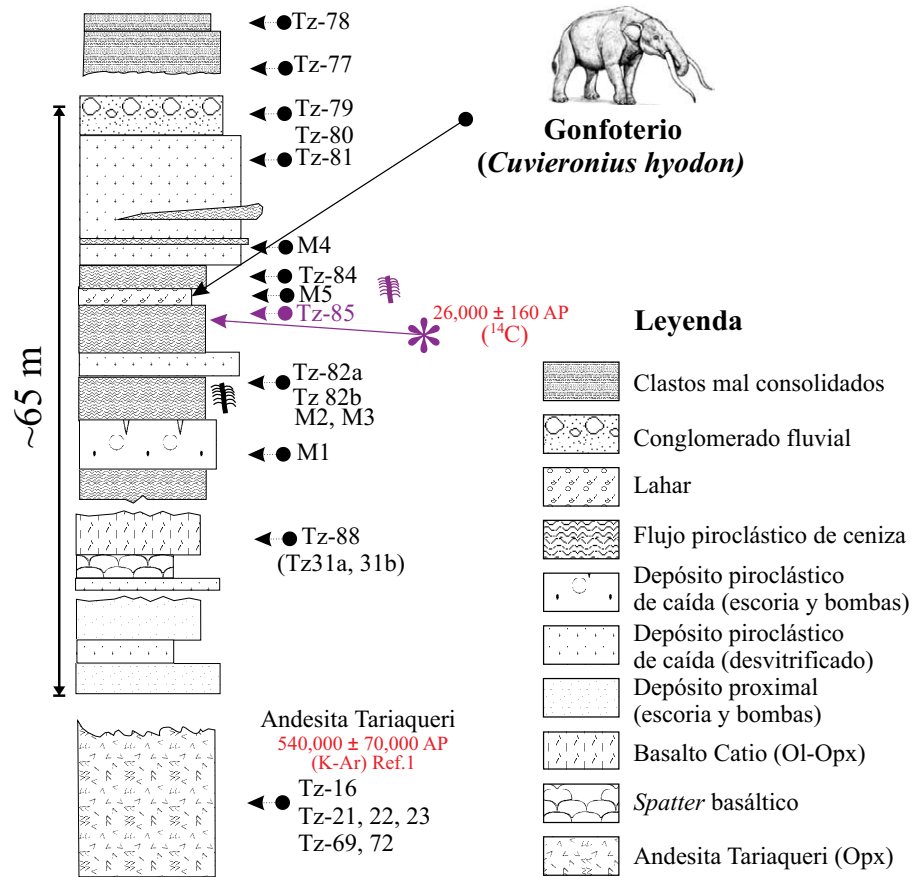 Tz-78
Tz-77
Tz-79
Tz-80
Tz-81
Gonfoterio
(Cuvieronius hyodon)
M4
Tz-84
M5
Tz-85
26,000 ± 160 AP
(¹⁴C)
~65 m
Tz-82a
Tz 82b
M2, M3
M1
Tz-88
(Tz31a, 31b)
Andesita Tariaqueri
540,000 ± 70,000 AP
(K-Ar) Ref.1
Tz-16
Tz-21, 22, 23
Tz-69, 72
Leyenda
Clastos mal consolidados
Conglomerado fluvial
Lahar
Flujo piroclástico de ceniza
Depósito piroclástico
de caída (escoria y bombas)
Depósito piroclástico
de caída (desvitrificado)
Depósito proximal
(escoria y bombas)
Basalto Catio (Ol-Opx)
Spatter basáltico
Andesita Tariaqueri (Opx)